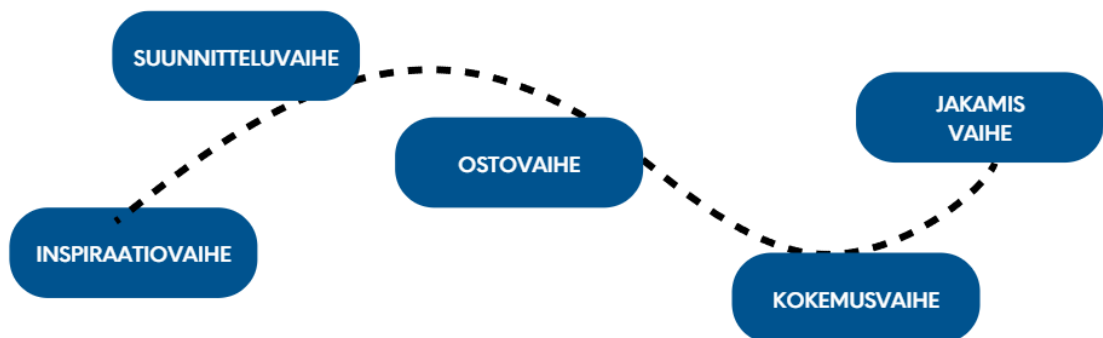 INSPIRAATIOVAIHE
SUUNNITTELUVAIHE
OSTOVAIHE
KOKEMUSVAIHE
JAKAMIS
VAIHE